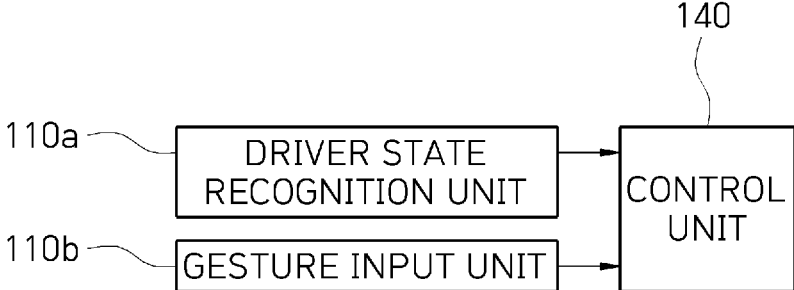 140
110a
DRIVER STATE
RECOGNITION UNIT
CONTROL
UNIT
110b
GESTURE INPUT UNIT